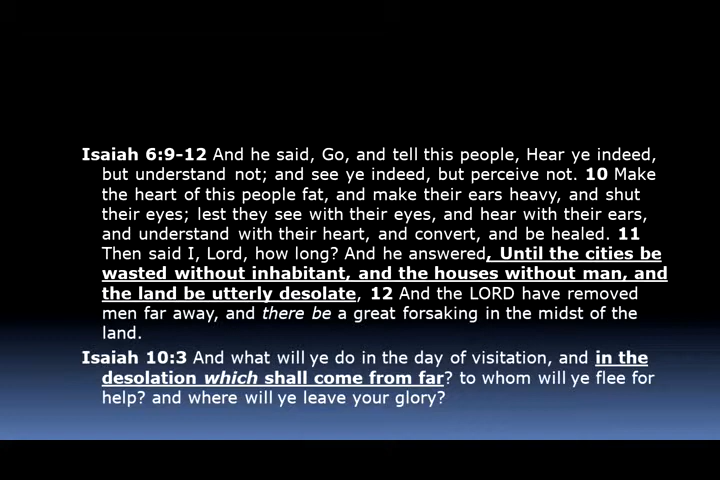 Isaiah 6:9-12 And he said, Go, and tell this people, Hear ye indeed,
but understand not; and see ye indeed, but perceive not. 10 Make
the heart of this people fat, and make their ears heavy, and shut
their eyes; lest they see with their eyes, and hear with their ears,
and understand with their heart, and convert, and be healed. 11
Then said I, Lord, how long? And he answered, Until the cities be
wasted without inhabitant, and the houses without man, and
the land be utterly desolate, 12 And the LORD have removed
men far away, and there be a great forsaking in the midst of the
land.
Isaiah 10:3 And what will ye do in the day of visitation, and in the
desolation which shall come from far? to whom will ye flee for
help? and where will ye leave your glory?